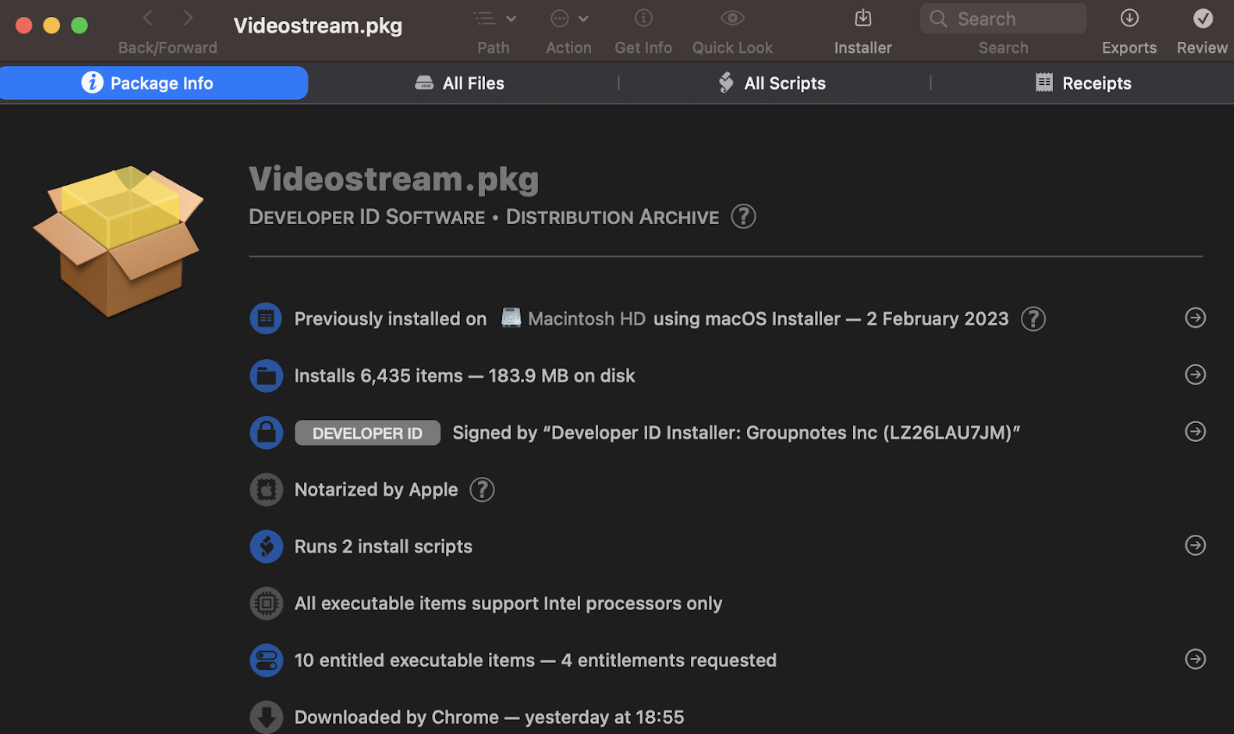 Videostream.pkg
Back/Forward
Path
Action
Get Info
Quick Look
Installer
Search
Search
Exports
Review
Package Info
All Files
All Scripts
Receipts
Videostream.pkg
DEVELOPER ID SOFTWARE • DISTRIBUTION ARCHIVE ?
Previously installed on Macintosh HD using macOS Installer — 2 February 2023 ?
Installs 6,435 items — 183.9 MB on disk
DEVELOPER ID Signed by “Developer ID Installer: Groupnotes Inc (LZ26LAU7JM)”
Notarized by Apple ?
Runs 2 install scripts
All executable items support Intel processors only
10 entitled executable items — 4 entitlements requested
Downloaded by Chrome — yesterday at 18:55